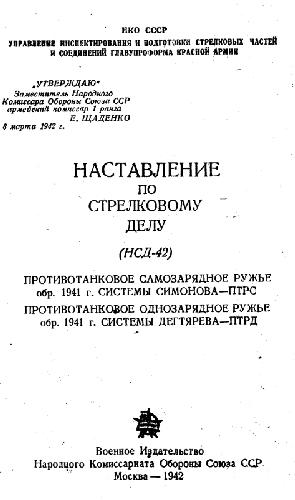 НКО СССР
УПРАВЛЕНИЕ ИНСПЕКТИРОВАНИЯ И ПОДГОТОВКИ СТРЕЛКОВЫХ ЧАСТЕЙ
И СОЕДИНЕНИЙ ГЛАВУПРОФОРМА КРАСНОЙ АРМИИ
„УТВЕРЖДАЮ"
Заместитель Народного
Комиссара Обороны Союза ССР
армейский комиссар 1 ранга
Е. ЩАДЕНКО
8 марта 1942 г.
НАСТАВЛЕНИЕ
ПО
СТРЕЛКОВОМУ
ДЕЛУ
(НСД-42)
ПРОТИВОТАНКОВОЕ САМОЗАРЯДНОЕ РУЖЬЕ
обр. 1941 г. СИСТЕМЫ СИМОНОВА—ПТРС
ПРОТИВОТАНКОВОЕ ОДНОЗАРЯДНОЕ РУЖЬЕ
обр. 1941 г. СИСТЕМЫ ДЕГТЯРЕВА—ПТРД
Военное Издательство
Народного Комиссариата Обороны Союза ССР
Москва—1942